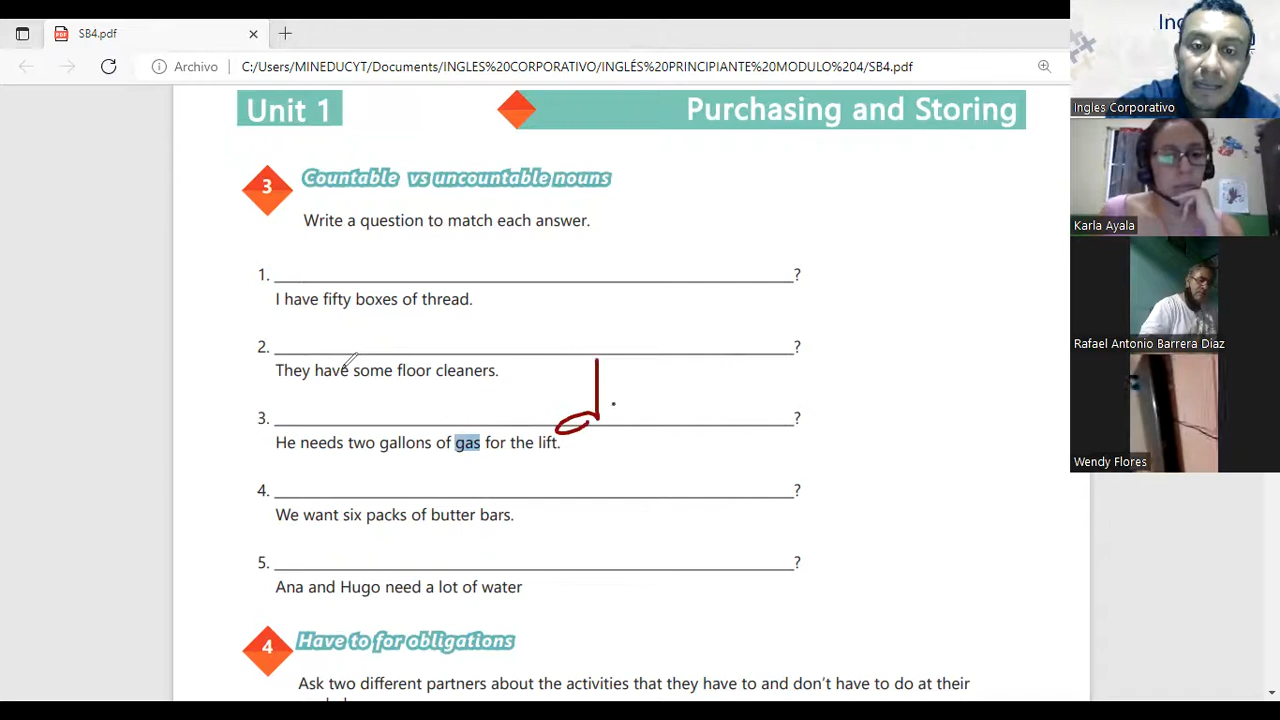 SB4.pdf
Archivo
C:/Users/MINEDUCYT/Documents/INGLES%20CORPORATIVO/INGLÉS%20PRINCIPIANTE%20MODULO%204/SB4.pdf
Unit 1
Purchasing and Storing
3
Countable vs uncountable nouns
Write a question to match each answer.
1. ?
I have fifty boxes of thread.
2. ?
They have some floor cleaners.
3. ?
He needs two gallons of gas for the lift.
4. ?
We want six packs of butter bars.
5. ?
Ana and Hugo need a lot of water
4
Have to for obligations
Ask two different partners about the activities that they have to and don't have to do at their
Ingles Corporativo
Karla Ayala
Rafael Antonio Barrera Diaz
Wendy Flores